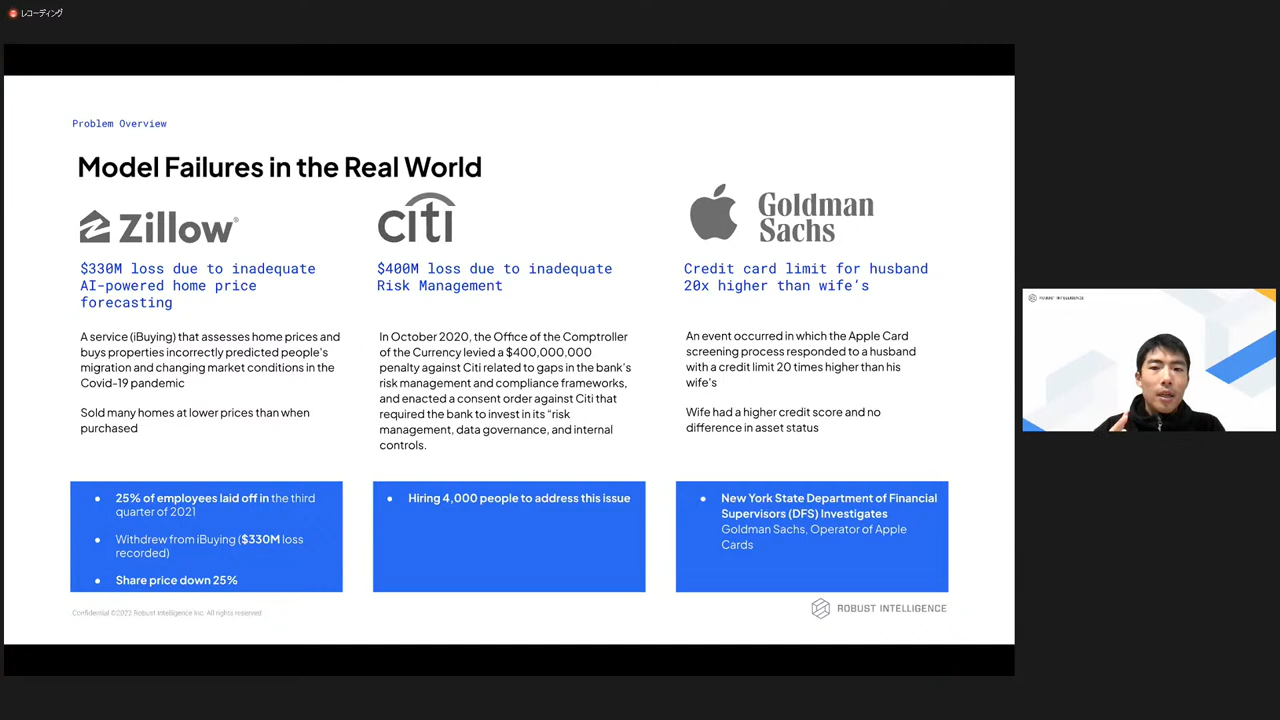 レコーディング
Problem Overview
Model Failures in the Real World
Zillow®
$330M loss due to inadequate
AI-powered home price
forecasting
A service (iBuying) that assesses home prices and
buys properties incorrectly predicted people's
migration and changing market conditions in the
Covid-19 pandemic
Sold many homes at lower prices than when
purchased
• 25% of employees laid off in the third
quarter of 2021
• Withdrew from iBuying ($330M loss
recorded)
• Share price down 25%
citi
$400M loss due to inadequate
Risk Management
In October 2020, the Office of the Comptroller
of the Currency levied a $400,000,000
penalty against Citi related to gaps in the bank's
risk management and compliance frameworks,
and enacted a consent order against Citi that
required the bank to invest in its “risk
management, data governance, and internal
controls.
• Hiring 4,000 people to address this issue
Goldman
Sachs
Credit card limit for husband
20x higher than wife’s
An event occurred in which the Apple Card
screening process responded to a husband
with a credit limit 20 times higher than his
wife's
Wife had a higher credit score and no
difference in asset status
• New York State Department of Financial
Supervisors (DFS) Investigates
Goldman Sachs, Operator of Apple
Cards
Confidential ©2022 Robust Intelligence Inc. All rights reserved
ROBUST INTELLIGENCE
ROBUST INTELLIGENCE